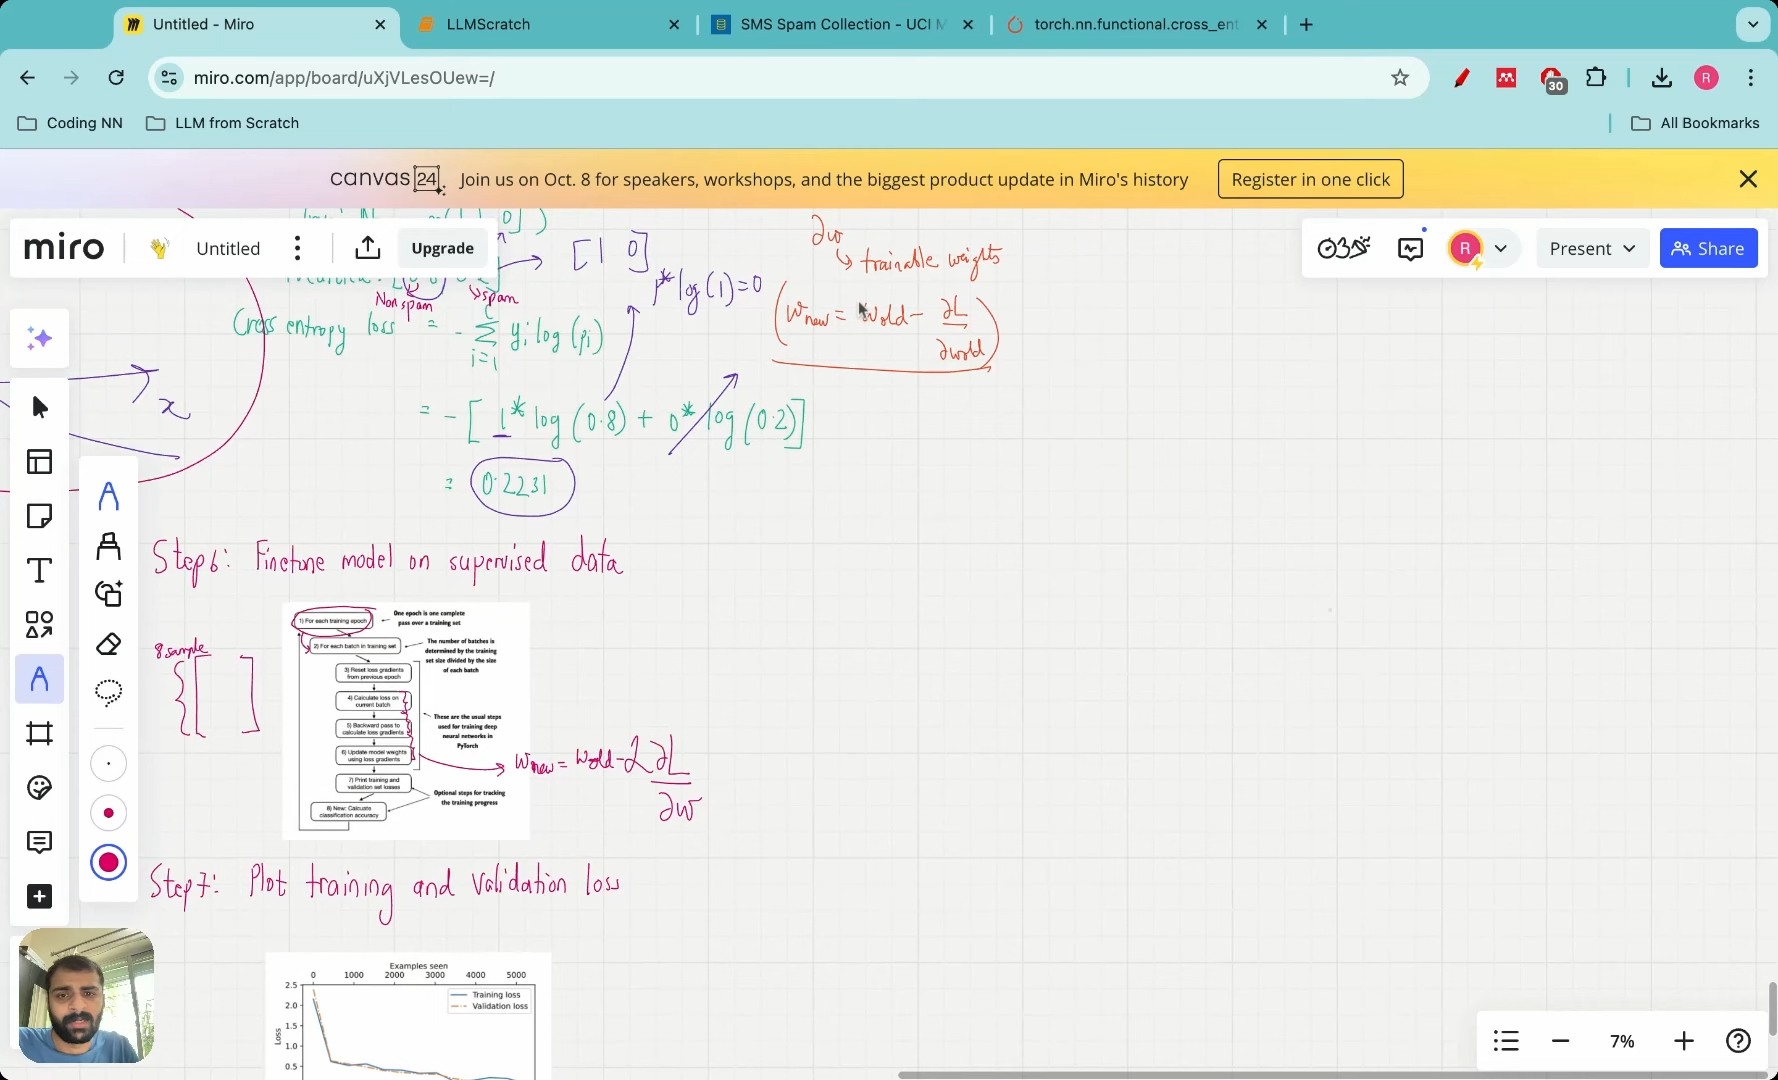 Untitled - Miro
LLMScratch
SMS Spam Collection - UCI M
torch.nn.functional.cross_ent
miro.com/app/board/uXjVLesOUew=/
30
R
Coding NN
LLM from Scratch
All Bookmarks
canvas 24 Join us on Oct. 8 for speakers, workshops, and the biggest product update in Miro's history
Register in one click
miro
Untitled
Upgrade
R
Present
Share
[1 0]
∂w
trainable weights
1*log(1)=0
Non spam
spam
Cross entropy loss = - C Σ i=1 yi log (pi)
(Wnew = Wold - ∂L/∂wold)
x
= - [1* log (0.8) + 0* log (0.2)]
= 0.2231
Step6: Finetune model on supervised data
8 sample
1) For each training epoch
One epoch is one complete
pass over a training set
2) For each batch in training set
The number of batches is
determined by the training
set size divided by the size
of each batch
3) Reset loss gradients
from previous epoch
4) Calculate loss on
current batch
These are the usual steps
used for training deep
neural networks in
PyTorch
5) Backward pass to
calculate loss gradients
6) Update model weights
using loss gradients
Wnew = Wold - α ∂L/∂w
7) Print training and
validation set losses
Optional steps for tracking
the training progress
8) New: Calculate
classification accuracy
Step7: Plot training and validation loss
Examples seen
0 1000 2000 3000 4000 5000
2.5
2.0
1.5
1.0
0.5
Loss
Training loss
Validation loss
7%